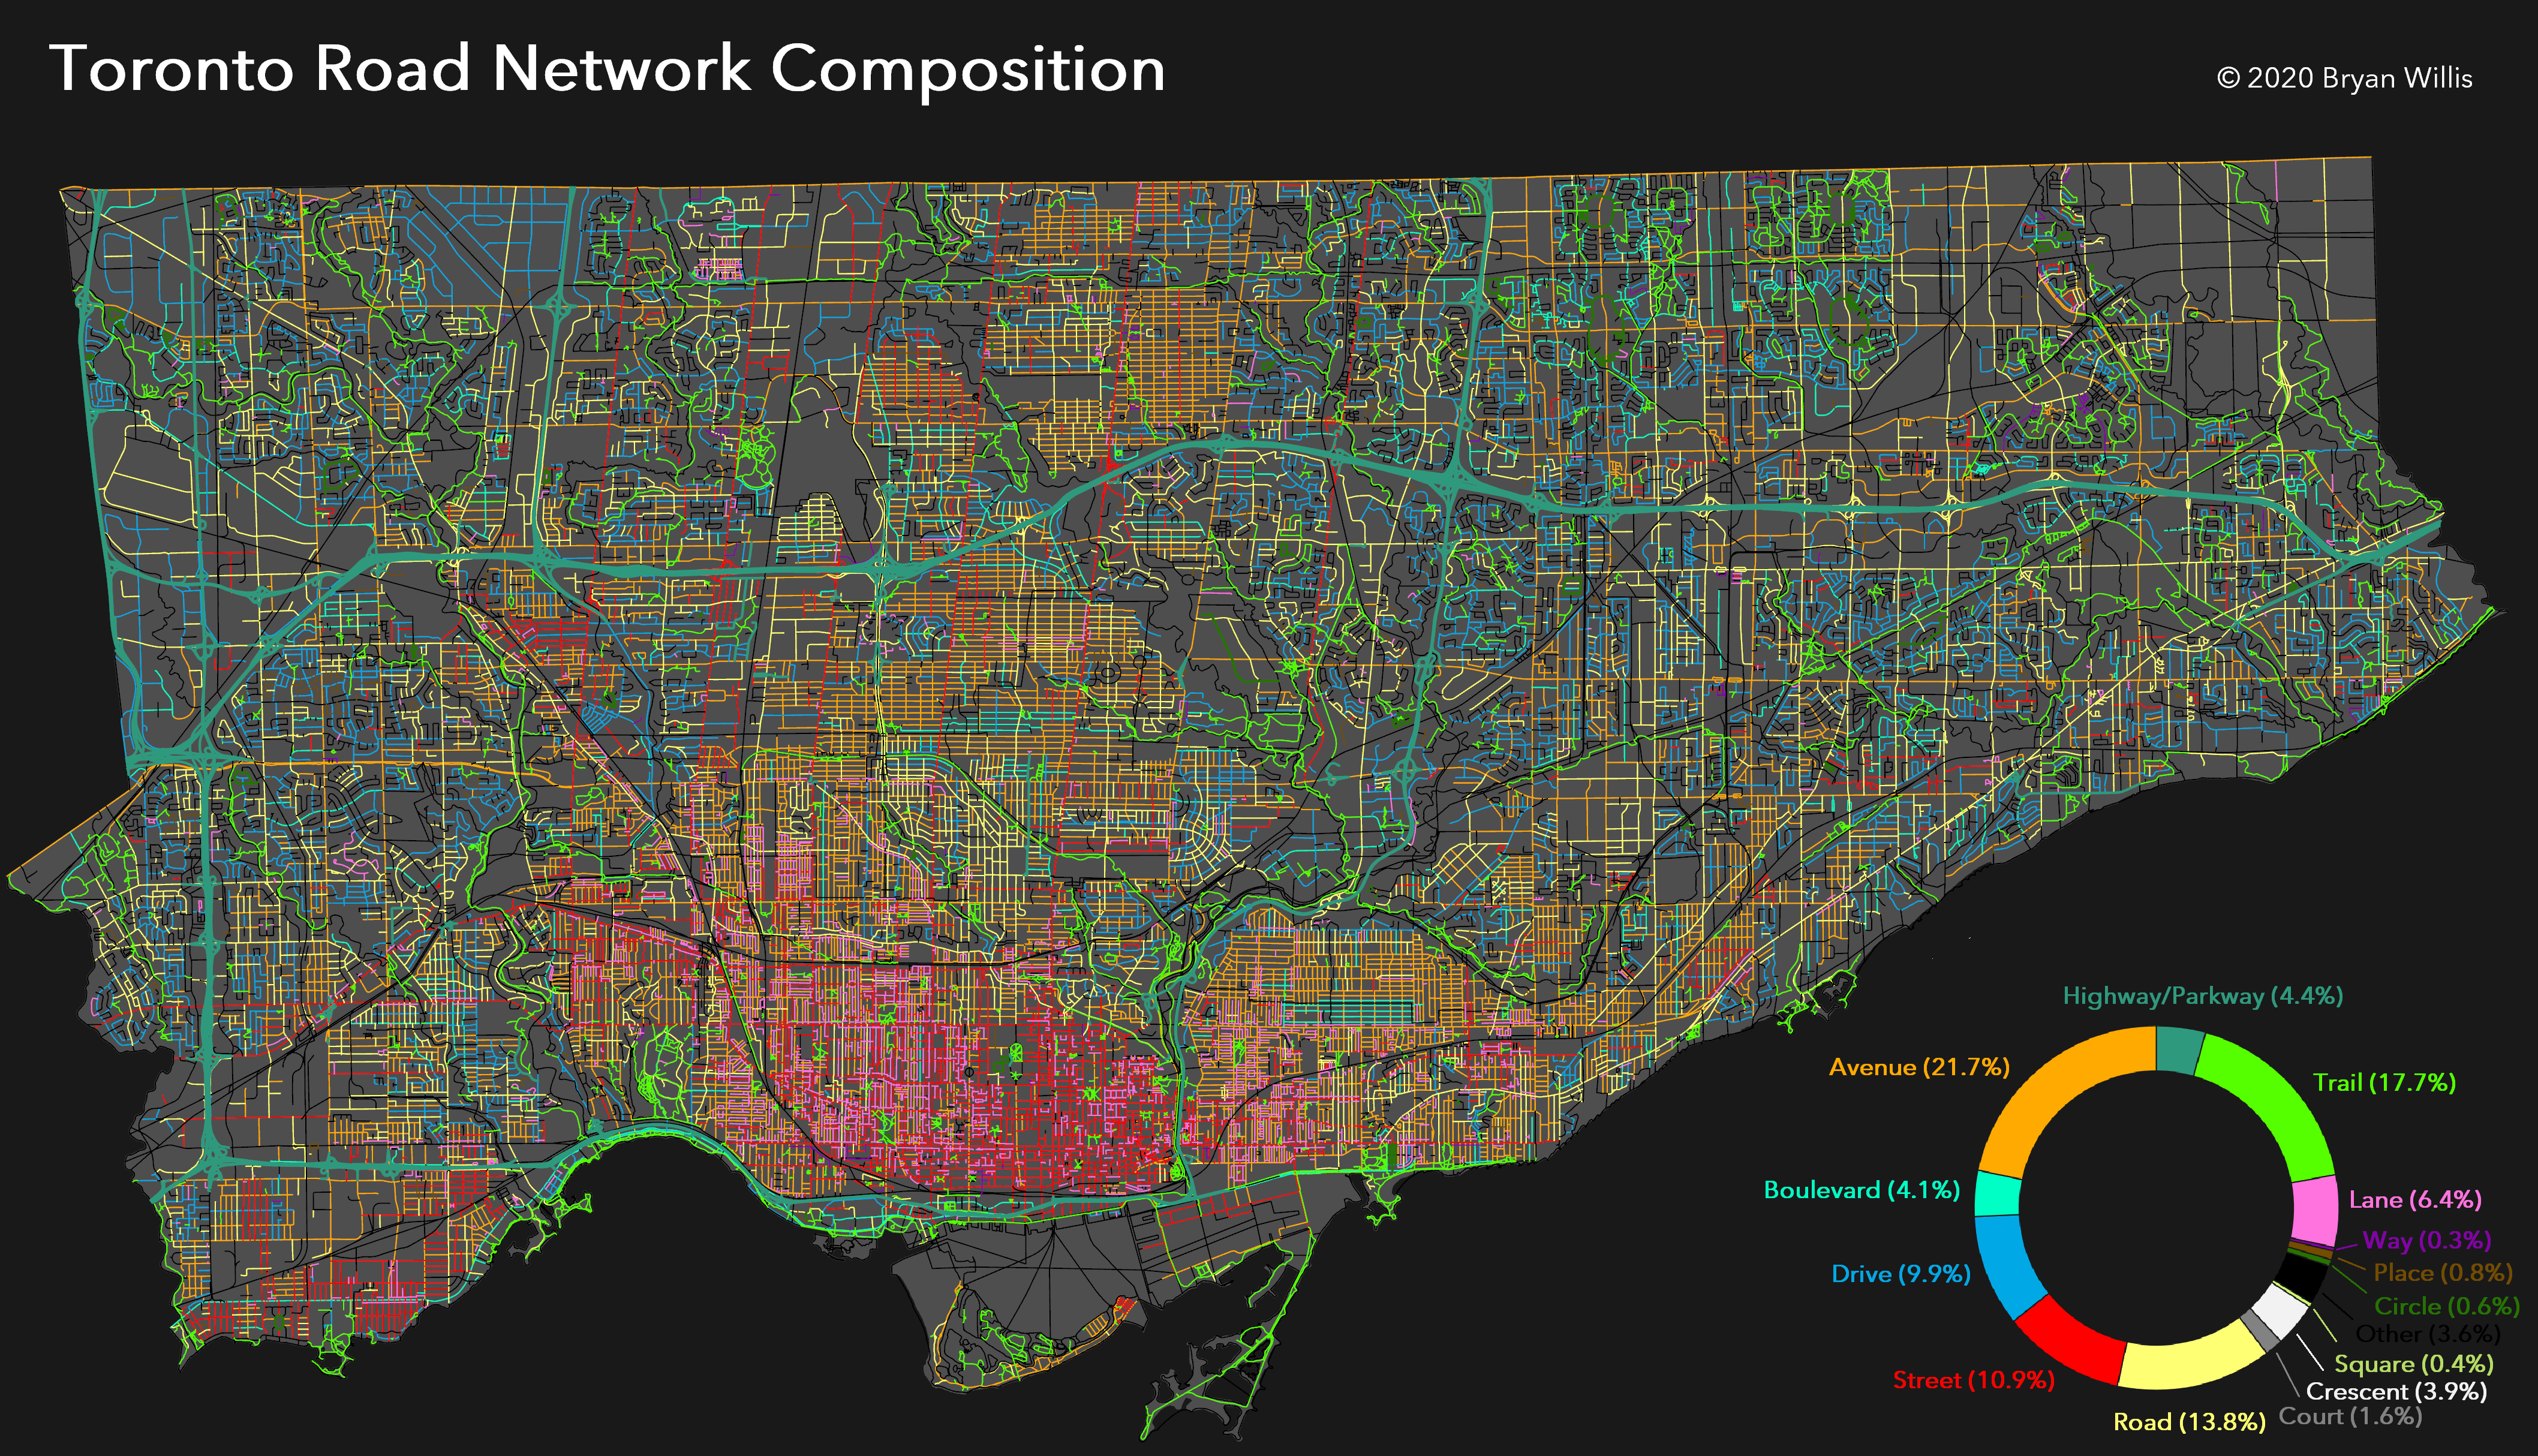 Toronto Road Network Composition
© 2020 Bryan Willis
Highway/Parkway (4.4%)
Avenue (21.7%)
Trail (17.7%)
Boulevard (4.1%)
Lane (6.4%)
Way (0.3%)
Drive (9.9%)
Place (0.8%)
Circle (0.6%)
Other (3.6%)
Square (0.4%)
Street (10.9%)
Crescent (3.9%)
Court (1.6%)
Road (13.8%)